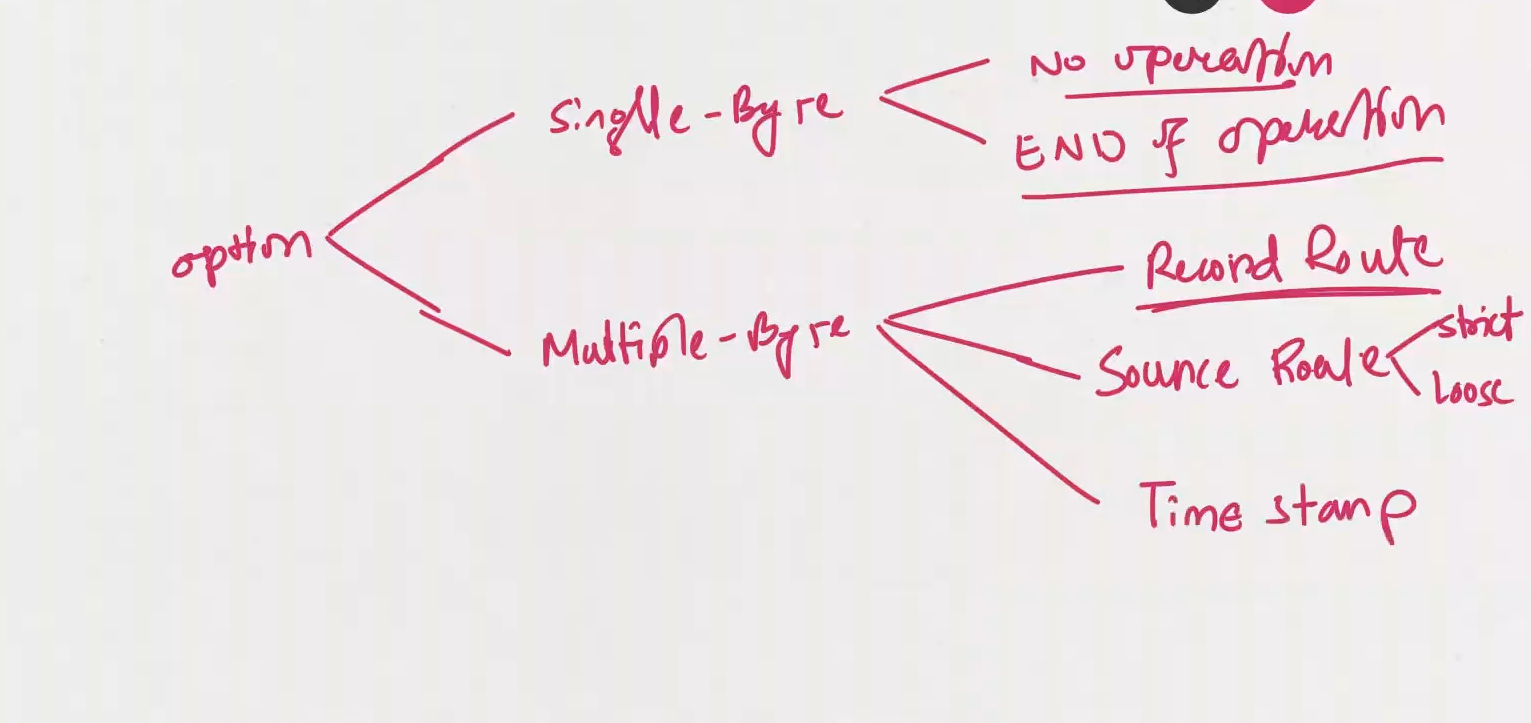 No operation
Single-Byte
END of operation
option
Record Route
strict
Multiple-Byte
Source Route
Loose
Time stamp